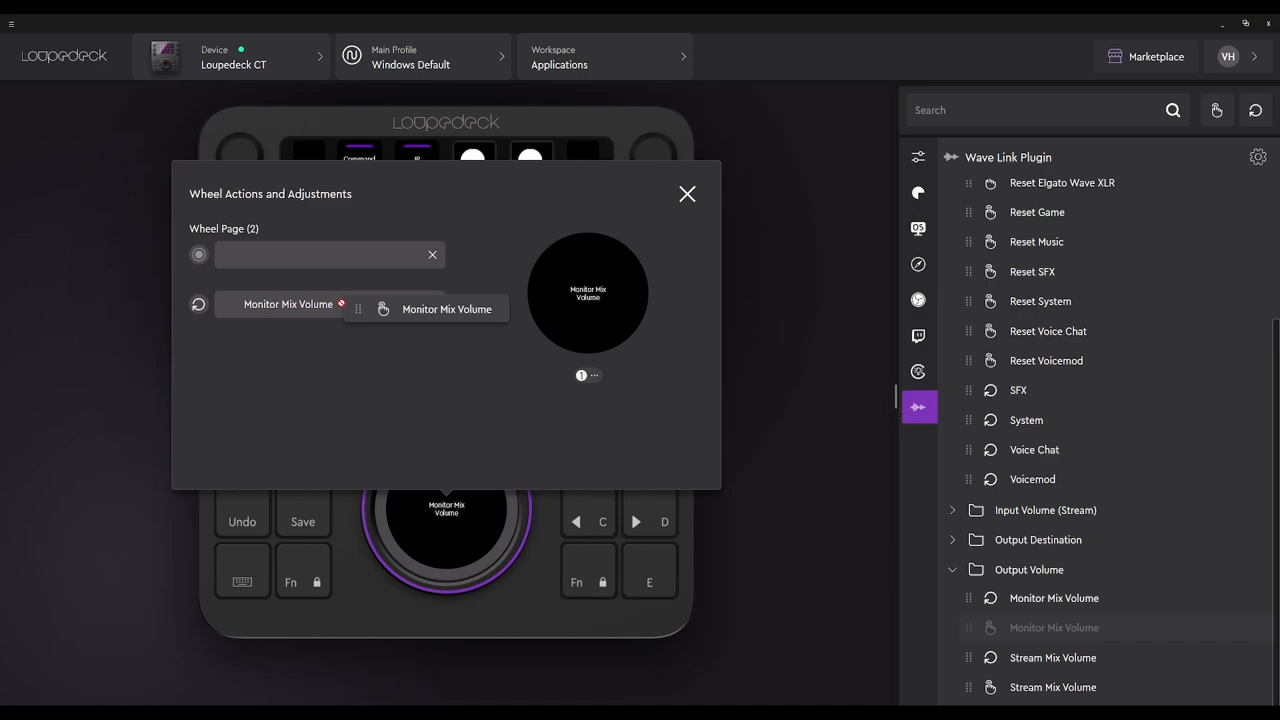 Loupedeck
Device
Loupedeck CT
Main Profile
Windows Default
Workspace
Applications
Marketplace
VH
Loupedeck
Search
Command
Wheel Actions and Adjustments
Wheel Page (2)
Monitor Mix Volume
Monitor Mix Volume
Monitor Mix
Volume
1
Undo
Save
Monitor Mix
Volume
C
D
Fn
Fn
E
OS
Wave Link Plugin
Reset Elgato Wave XLR
Reset Game
Reset Music
Reset SFX
Reset System
Reset Voice Chat
Reset Voicemod
SFX
System
Voice Chat
Voicemod
Input Volume (Stream)
Output Destination
Output Volume
Monitor Mix Volume
Monitor Mix Volume
Stream Mix Volume
Stream Mix Volume